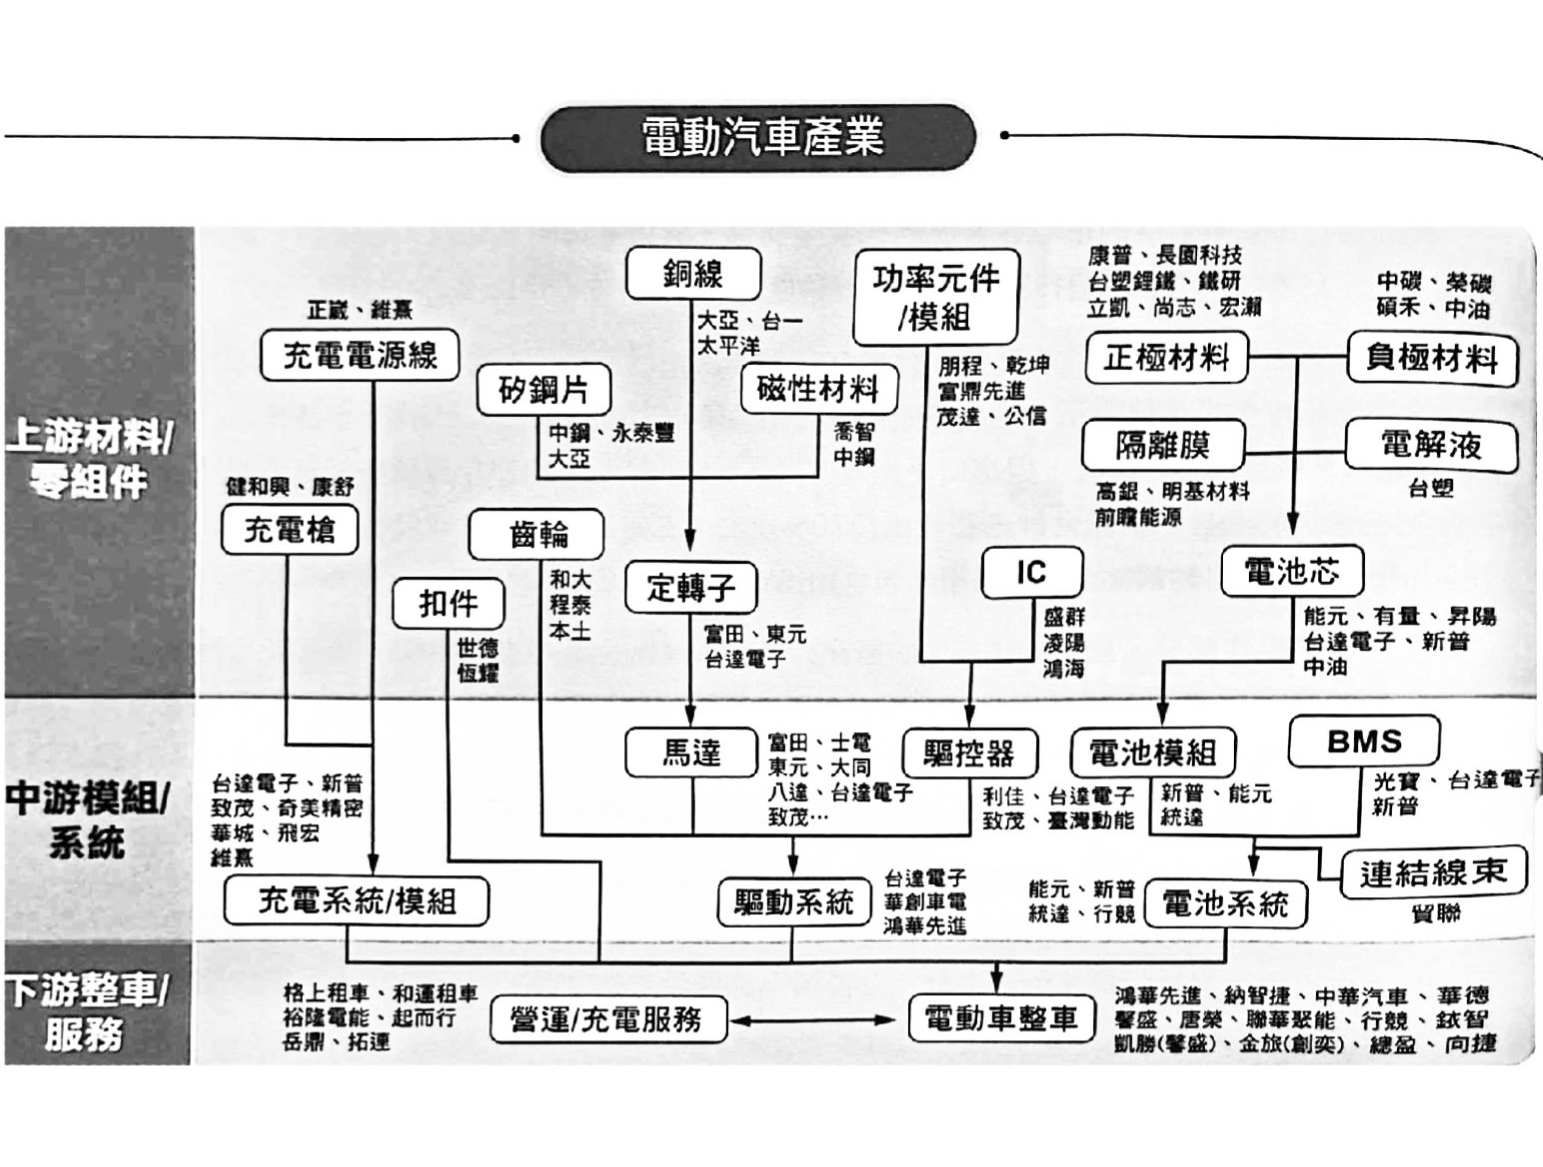 電動汽車產業
上游材料/
零組件
正崴、維熹
充電電源線
健和興、康舒
充電槍
扣件
世德
恆耀
銅線
大亞、台一
太平洋
矽鋼片
中鋼、永泰豐
大亞
磁性材料
喬智
中鋼
齒輪
和大
程泰
本土
定轉子
富田、東元
台達電子
功率元件
/模組
朋程、乾坤
富鼎先進
茂達、公信
IC
盛群
凌陽
鴻海
康普、長園科技
台塑鋰鐵、鐵研
立凱、尚志、宏瀨
正極材料
中碳、榮碳
碩禾、中油
負極材料
隔離膜
高銀、明基材料
前瞻能源
電解液
台塑
電池芯
能元、有量、昇陽
台達電子、新普
中油
中游模組/
系統
台達電子、新普
致茂、奇美精密
華城、飛宏
維熹
充電系統/模組
馬達
富田、士電
東元、大同
八達、台達電子
致茂…
驅控器
利佳、台達電子
致茂、臺灣動能
驅動系統
台達電子
華創車電
鴻華先進
電池模組
新普、能元
統達
BMS
光寶、台達電子
新普
連結線束
貿聯
能元、新普
統達、行競
電池系統
下游整車/
服務
格上租車、和運租車
裕隆電能、起而行
岳鼎、拓連
營運/充電服務
電動車整車
鴻華先進、納智捷、中華汽車、華德
馨盛、唐榮、聯華聚能、行競、鋐智
凱勝(馨盛)、金旅(創奕)、總盈、向捷